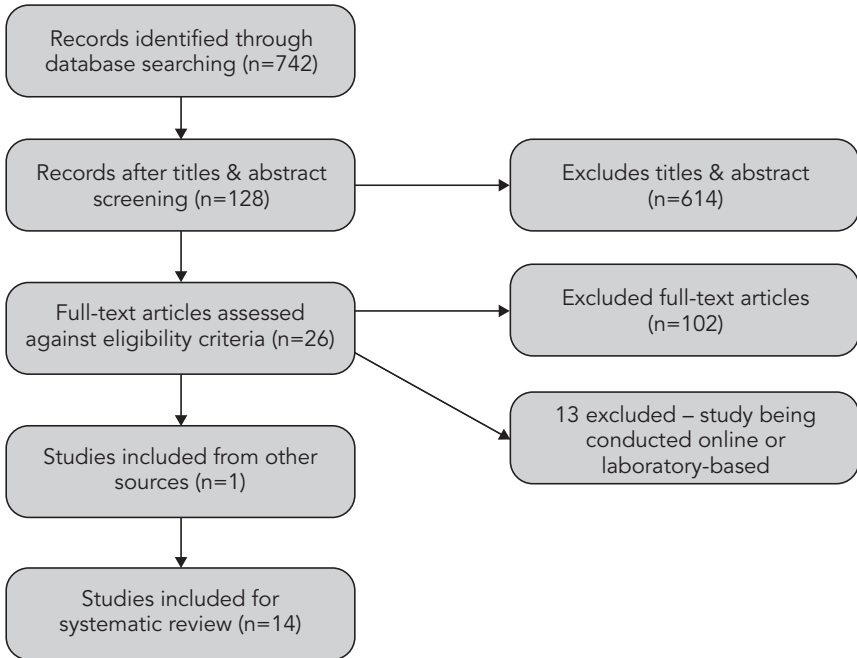 Records identified through
database searching (n=742)
Records after titles & abstract
screening (n=128)
Excludes titles & abstract
(n=614)
Full-text articles assessed
against eligibility criteria (n=26)
Excluded full-text articles
(n=102)
13 excluded – study being
conducted online or
laboratory-based
Studies included from other
sources (n=1)
Studies included for
systematic review (n=14)